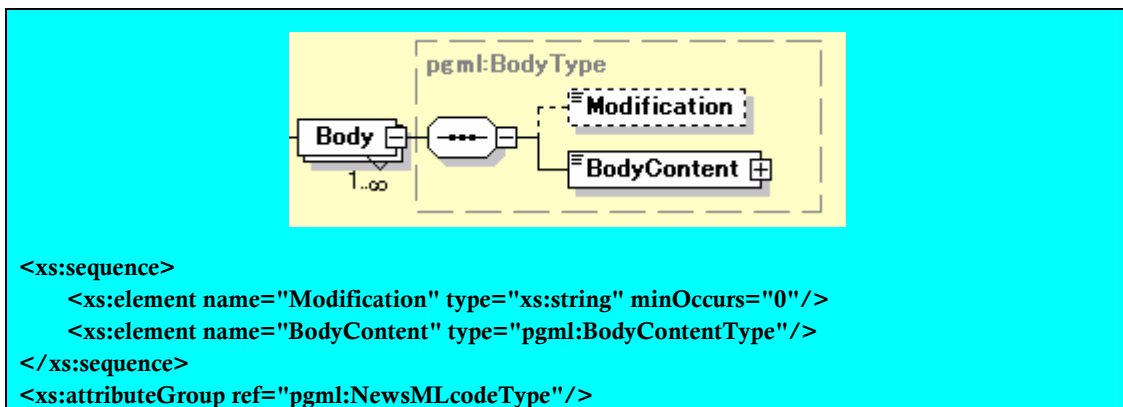 pgml:BodyType
Modification
Body
BodyContent
1..∞
<xs:sequence>
<xs:element name="Modification" type="xs:string" minOccurs="0"/>
<xs:element name="BodyContent" type="pgml:BodyContentType"/>
</xs:sequence>
<xs:attributeGroup ref="pgml:NewsMLcodeType"/>